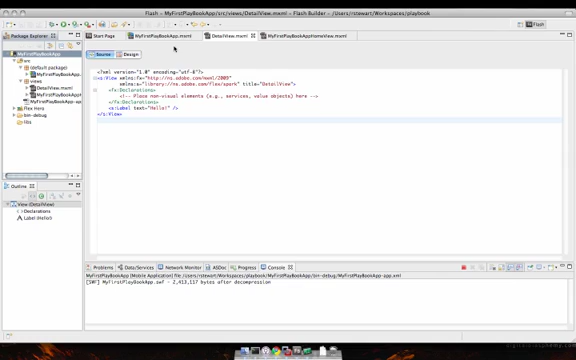 Flash - MyFirstPlayBookApp/src/views/DetailView.mxml - Flash Builder - /Users/rstewart/Workspaces/playbook
Flash
Package Explorer
Start Page
MyFirstPlayBookApp.mxml
DetailView.mxml
MyFirstPlayBookAppHomeView.mxml
MyFirstPlayBookApp
src
(default package)
MyFirstPlayBookApp
views
DetailView.mxml
MyFirstPlayBookApp
MyFirstPlayBookApp-ap
Flex Hero
bin-debug
libs
Source
Design
<?xml version="1.0" encoding="utf-8"?>
<s:View xmlns:fx="http://ns.adobe.com/mxml/2009"
xmlns:s="library://ns.adobe.com/flex/spark" title="DetailView">
<fx:Declarations>
<!-- Place non-visual elements (e.g., services, value objects) here -->
</fx:Declarations>
<s:Label text="Hello!" />
</s:View>
Outline
View (DetailView)
Declarations
Label (Hello!)
Problems
Data/Services
Network Monitor
ASDoc
Progress
Console
MyFirstPlayBookApp [Mobile Application] file:/Users/rstewart/Workspaces/playbook/MyFirstPlayBookApp/bin-debug/MyFirstPlayBookApp-app.xml
[SWF] MyFirstPlayBookApp.swf - 2,413,117 bytes after decompression